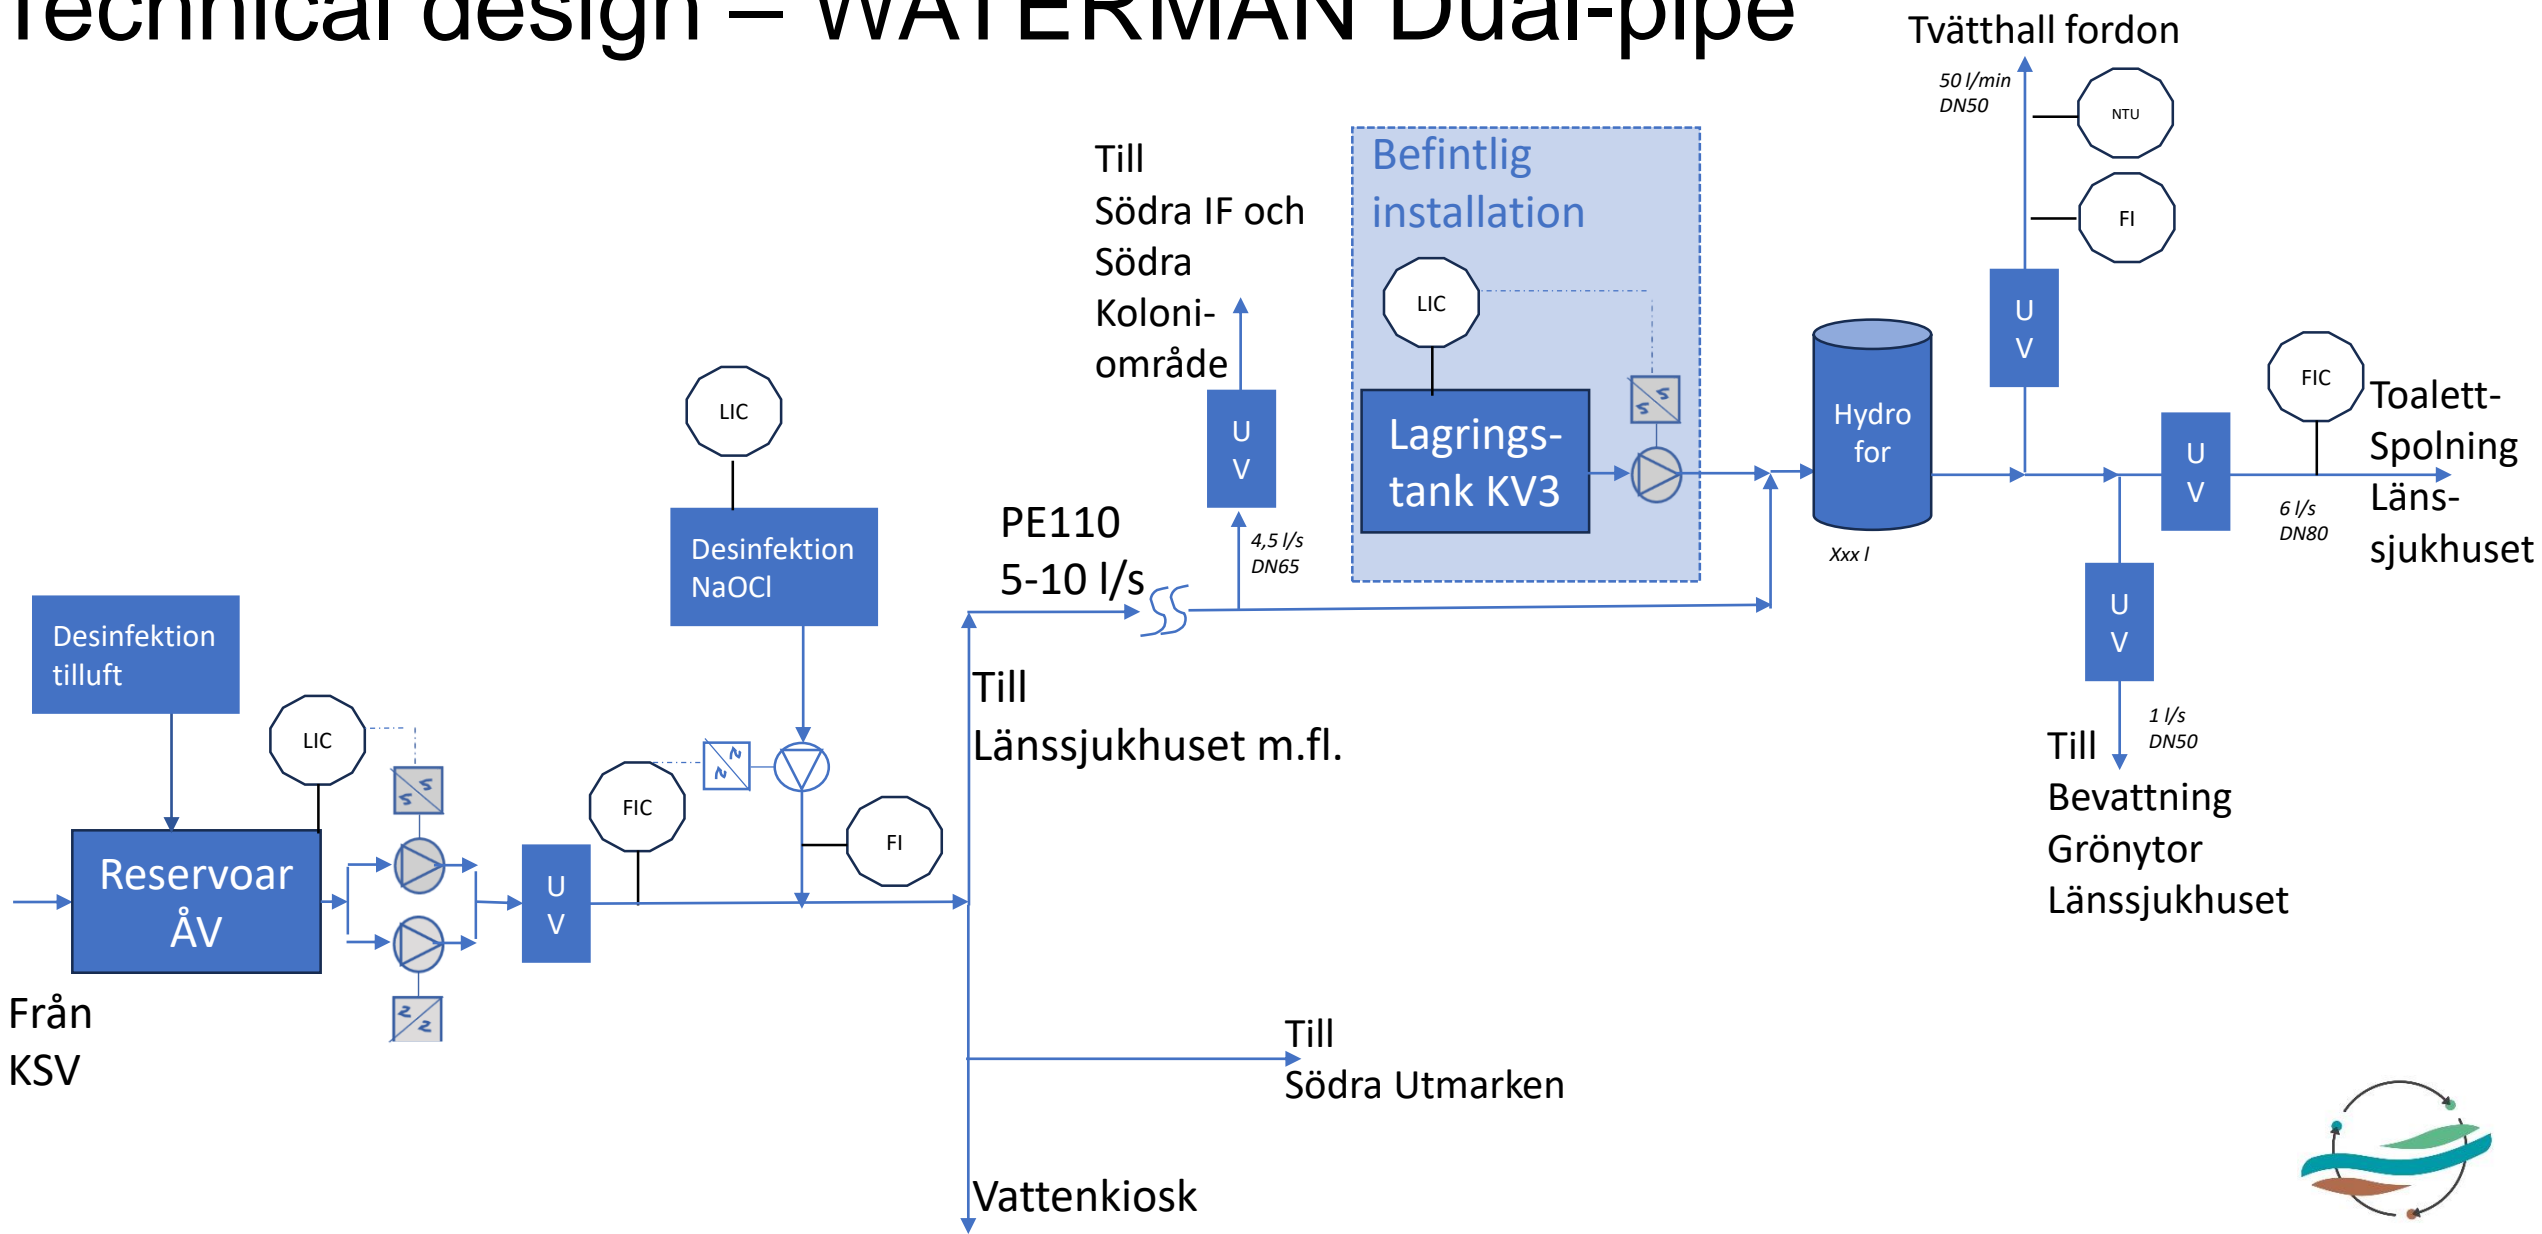 Technical design – WATERMAN Dual-pipe
Tvätthall fordon
50 l/min
DN50
NTU
FI
Till
Södra IF och
Södra
Koloni-
område
Befintlig
installation
LIC
Lagrings-
tank KV3
U
V
4,5 l/s
DN65
PE110
5-10 l/s
Hydro
for
Xxx l
U
V
U
V
FIC
6 l/s
DN80
Toalett-
Spolning
Läns-
sjukhuset
U
V
1 l/s
DN50
Till
Bevattning
Grönytor
Länssjukhuset
LIC
Desinfektion
NaOCl
Desinfektion
tilluft
LIC
Reservoar
ÅV
Från
KSV
U
V
FIC
FI
Till
Länssjukhuset m.fl.
Till
Södra Utmarken
Vattenkiosk